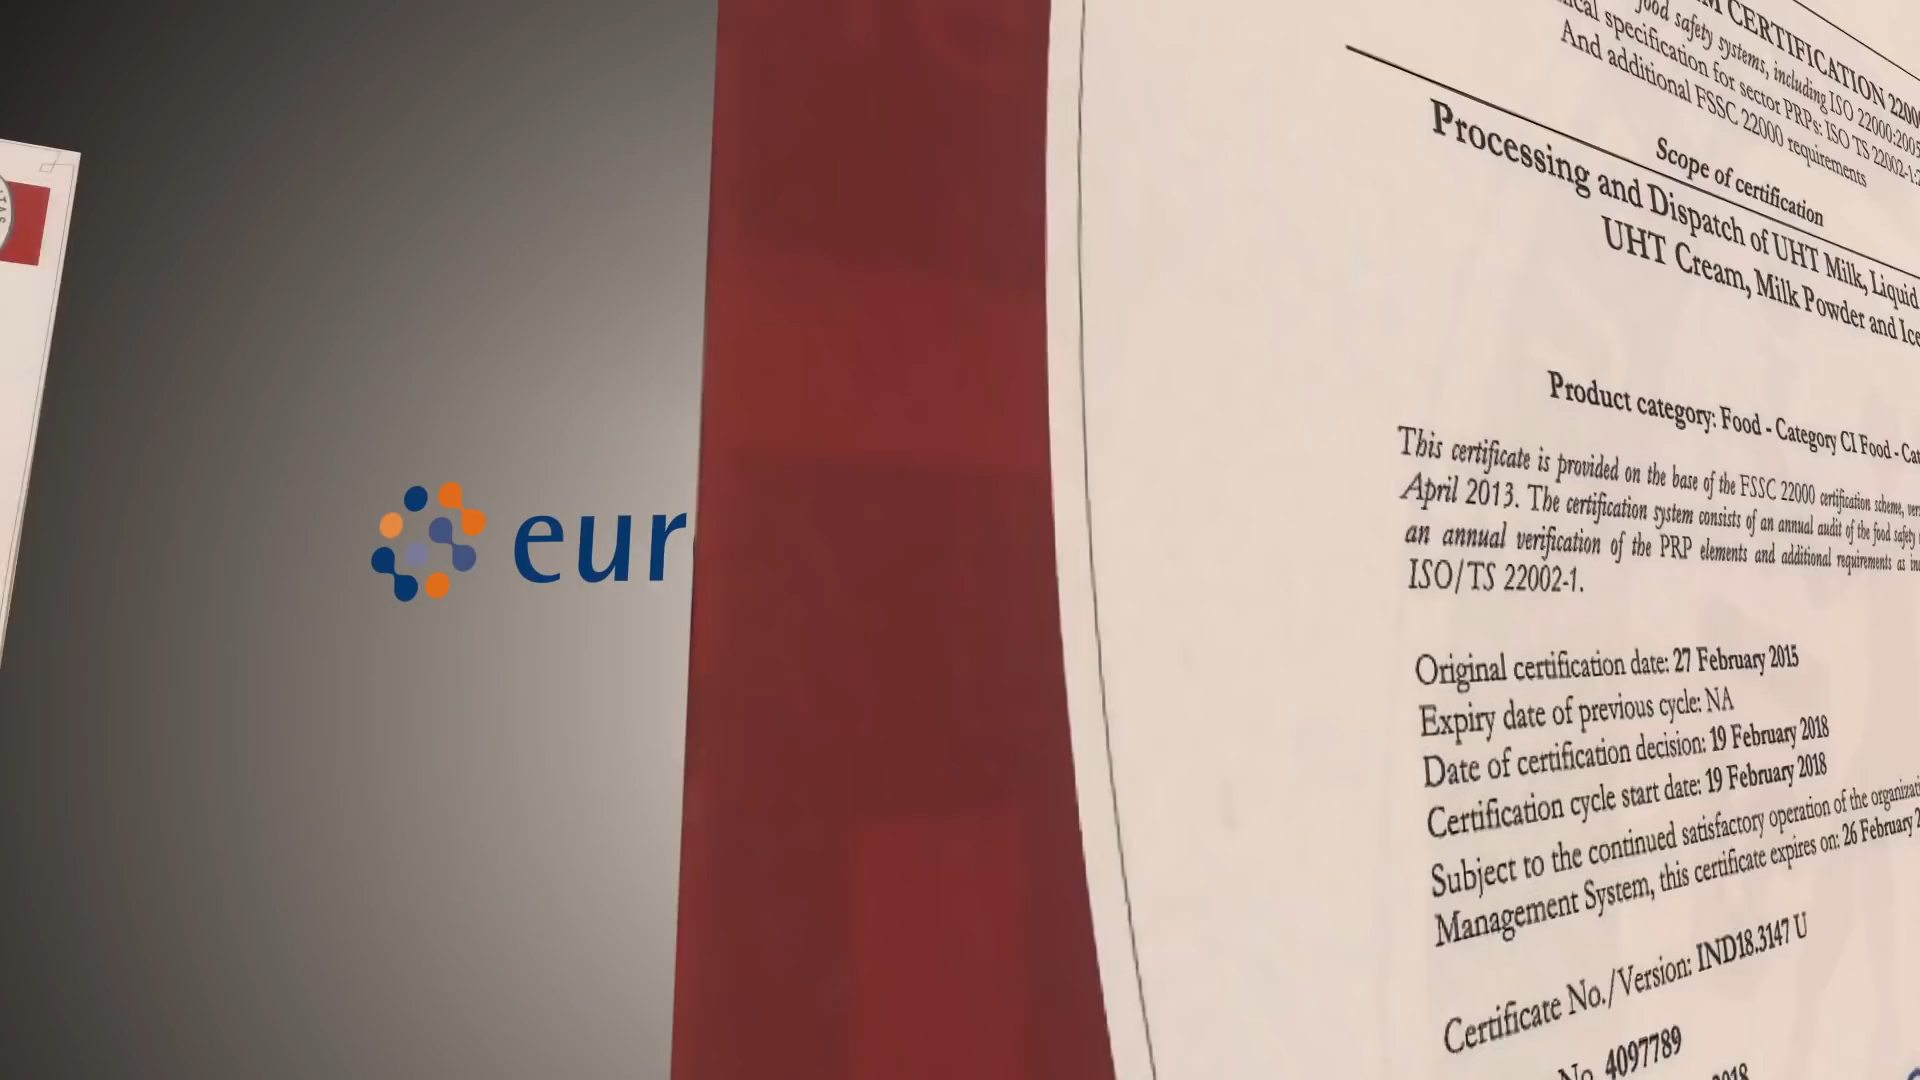 eur
CERTIFICATION 2200
food safety systems, including ISO 22000:2005
specification for sector PRPs: ISO TS 22002-1:
And additional FSSC 22000 requirements
Scope of certification
Processing and Dispatch of UHT Milk, Liquid
UHT Cream, Milk Powder and Ice
Product category: Food - Category CI Food - Cat
This certificate is provided on the base of the FSSC 22000 certification scheme, ver
April 2013. The certification system consists of an annual audit of the food safety
an annual verification of the PRP elements and additional requirements as in
ISO/TS 22002-1.
Original certification date: 27 February 2015
Expiry date of previous cycle: NA
Date of certification decision: 19 February 2018
Certification cycle start date: 19 February 2018
Subject to the continued satisfactory operation of the organizati
Management System, this certificate expires on: 26 February 2
Certificate No./Version: IND18.3147 U
No. 4097789
2018